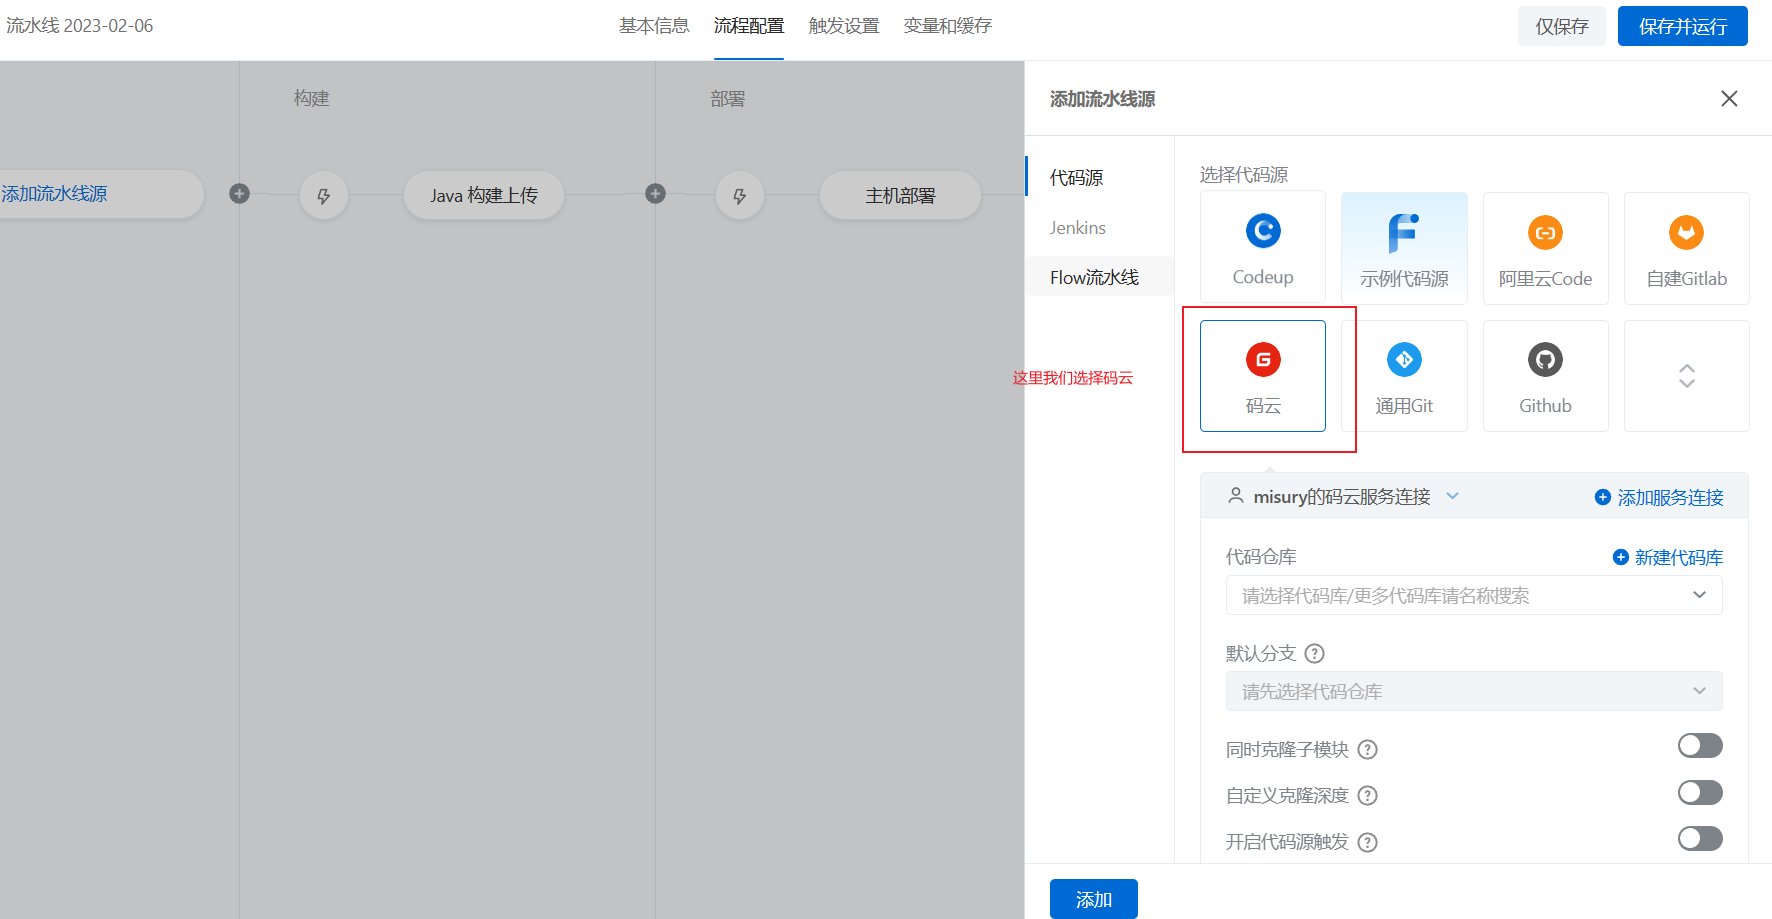 流水线 2023-02-06
基本信息 流程配置 触发设置 变量和缓存
仅保存 保存并运行
构建 部署
添加流水线源
Java 构建上传
主机部署
添加流水线源
代码源
Jenkins
Flow流水线
选择代码源
Codeup 示例代码源 阿里云Code 自建Gitlab
这里我们选择码云
码云 通用Git Github
misury的码云服务连接 添加服务连接
代码仓库 新建代码库
请选择代码库/更多代码库请名称搜索
默认分支
请先选择代码仓库
同时克隆子模块
自定义克隆深度
开启代码源触发
添加